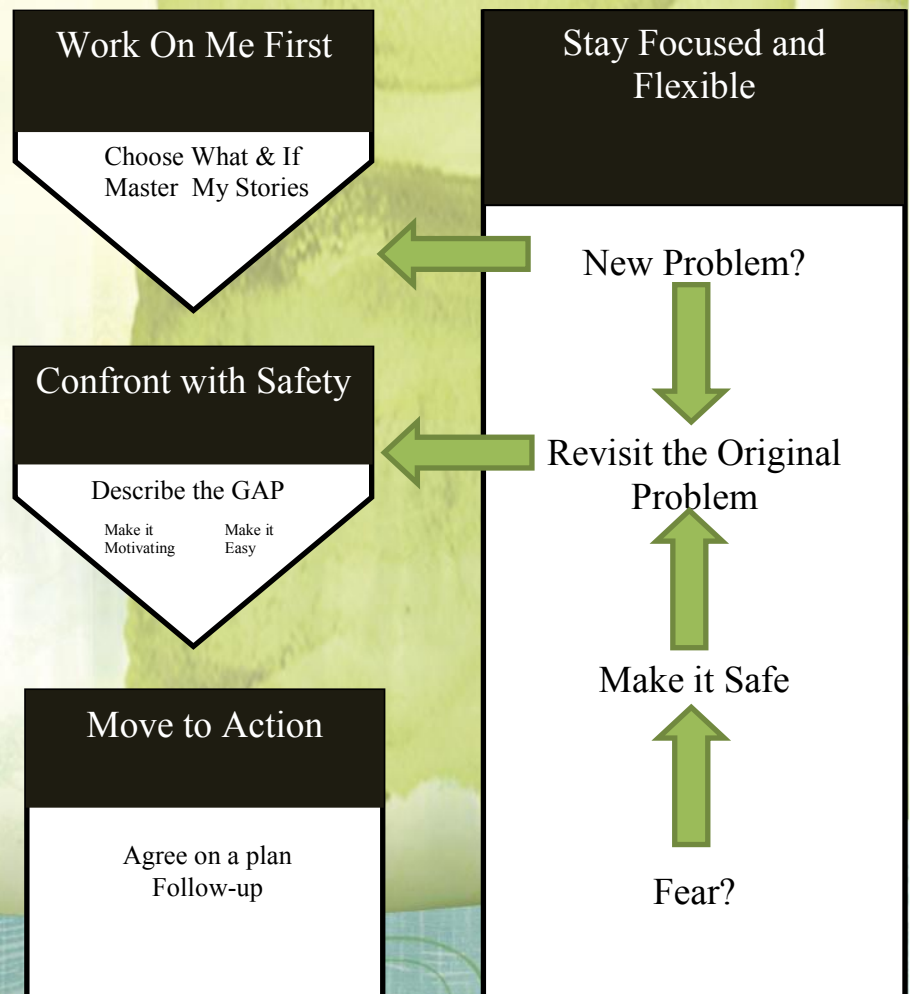 Work On Me First
Choose What & If
Master My Stories
Confront with Safety
Describe the GAP
Make it
Motivating
Make it
Easy
Move to Action
Agree on a plan
Follow-up
Stay Focused and
Flexible
New Problem?
Revisit the Original
Problem
Make it Safe
Fear?